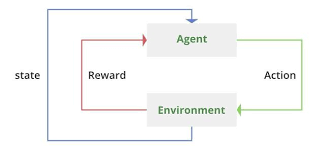 Agent
state
Reward
Action
Environment